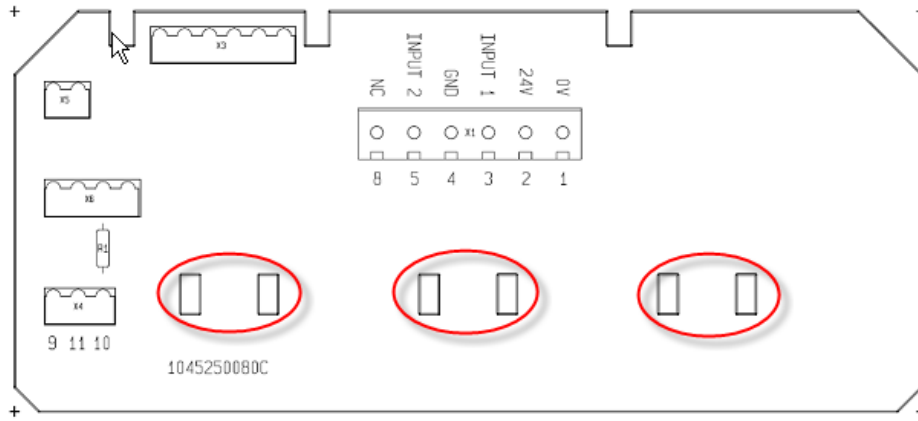 X3
X5
NC INPUT 2 GND INPUT 1 24V 0V
X1
8 5 4 3 2 1
X6
R1
X4
9 11 10
1045250080C